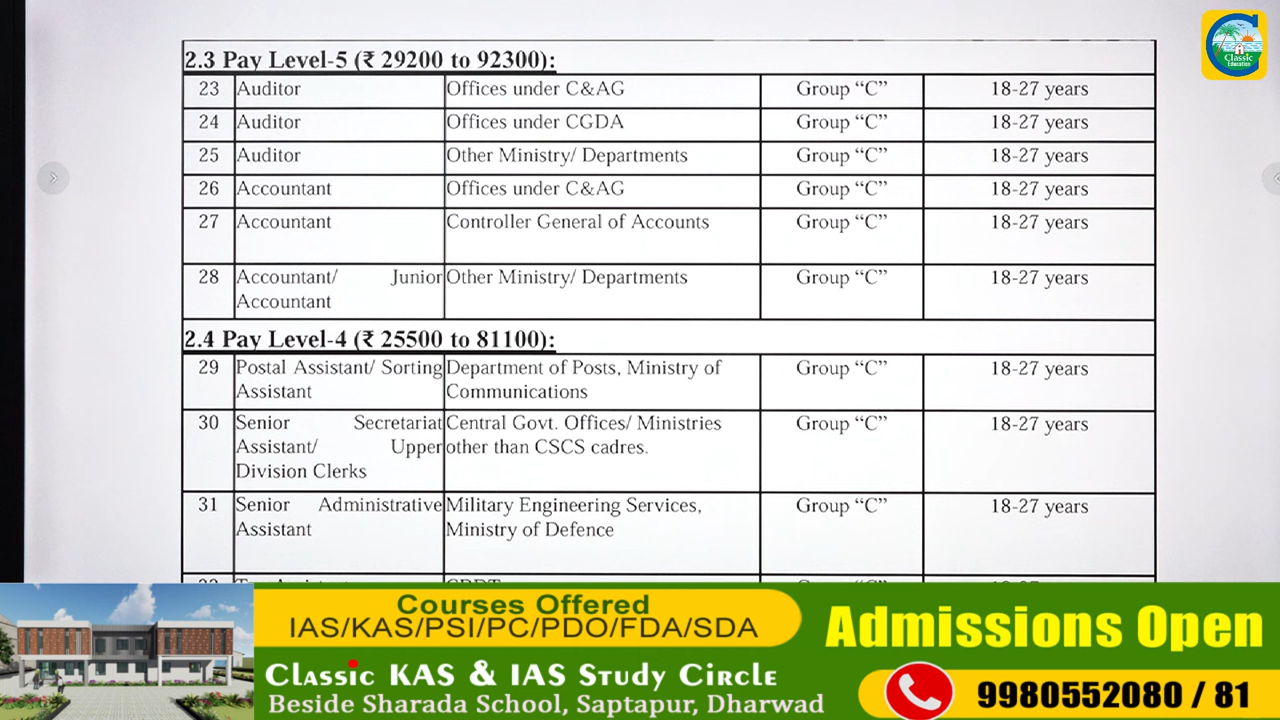 Classic
Education
2.3 Pay Level-5 (₹ 29200 to 92300):
23 Auditor Offices under C&AG Group “C” 18-27 years
24 Auditor Offices under CGDA Group “C” 18-27 years
25 Auditor Other Ministry/ Departments Group “C” 18-27 years
26 Accountant Offices under C&AG Group “C” 18-27 years
27 Accountant Controller General of Accounts Group “C” 18-27 years
28 Accountant/ Junior Other Ministry/ Departments Group “C” 18-27 years
Accountant
2.4 Pay Level-4 (₹ 25500 to 81100):
29 Postal Assistant/ Sorting Department of Posts, Ministry of Group “C” 18-27 years
Assistant Communications
30 Senior Secretariat Central Govt. Offices/ Ministries Group “C” 18-27 years
Assistant/ Upper other than CSCS cadres.
Division Clerks
31 Senior Administrative Military Engineering Services, Group “C” 18-27 years
Assistant Ministry of Defence
Courses Offered
IAS/KAS/PSI/PC/PDO/FDA/SDA
Classic KAS & IAS Study Circle
Beside Sharada School, Saptapur, Dharwad
Admissions Open
9980552080 / 81